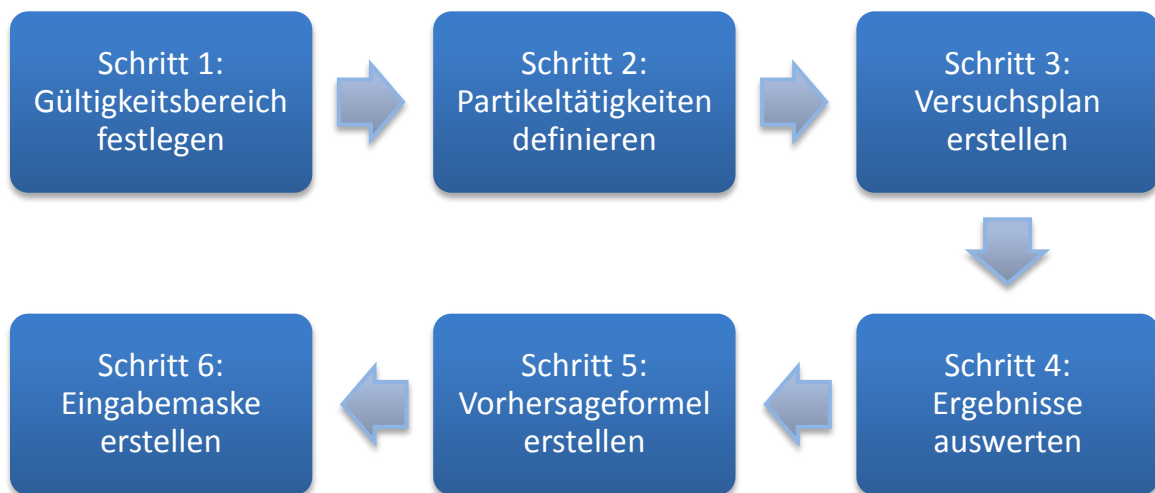 Schritt 1:
Gültigkeitsbereich
festlegen
Schritt 2:
Partikeltätigkeiten
definieren
Schritt 3:
Versuchsplan
erstellen
Schritt 4:
Ergebnisse
auswerten
Schritt 5:
Vorhersageformel
erstellen
Schritt 6:
Eingabemaske
erstellen